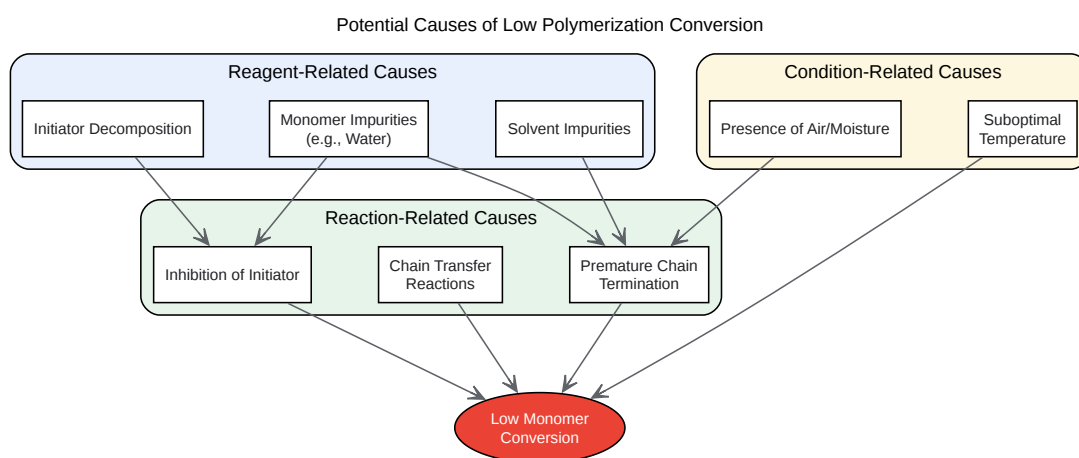 Potential Causes of Low Polymerization Conversion
Reagent-Related Causes
Condition-Related Causes
Initiator Decomposition
Monomer Impurities
(e.g., Water)
Solvent Impurities
Presence of Air/Moisture
Suboptimal
Temperature
Reaction-Related Causes
Inhibition of Initiator
Chain Transfer
Reactions
Premature Chain
Termination
Low Monomer
Conversion